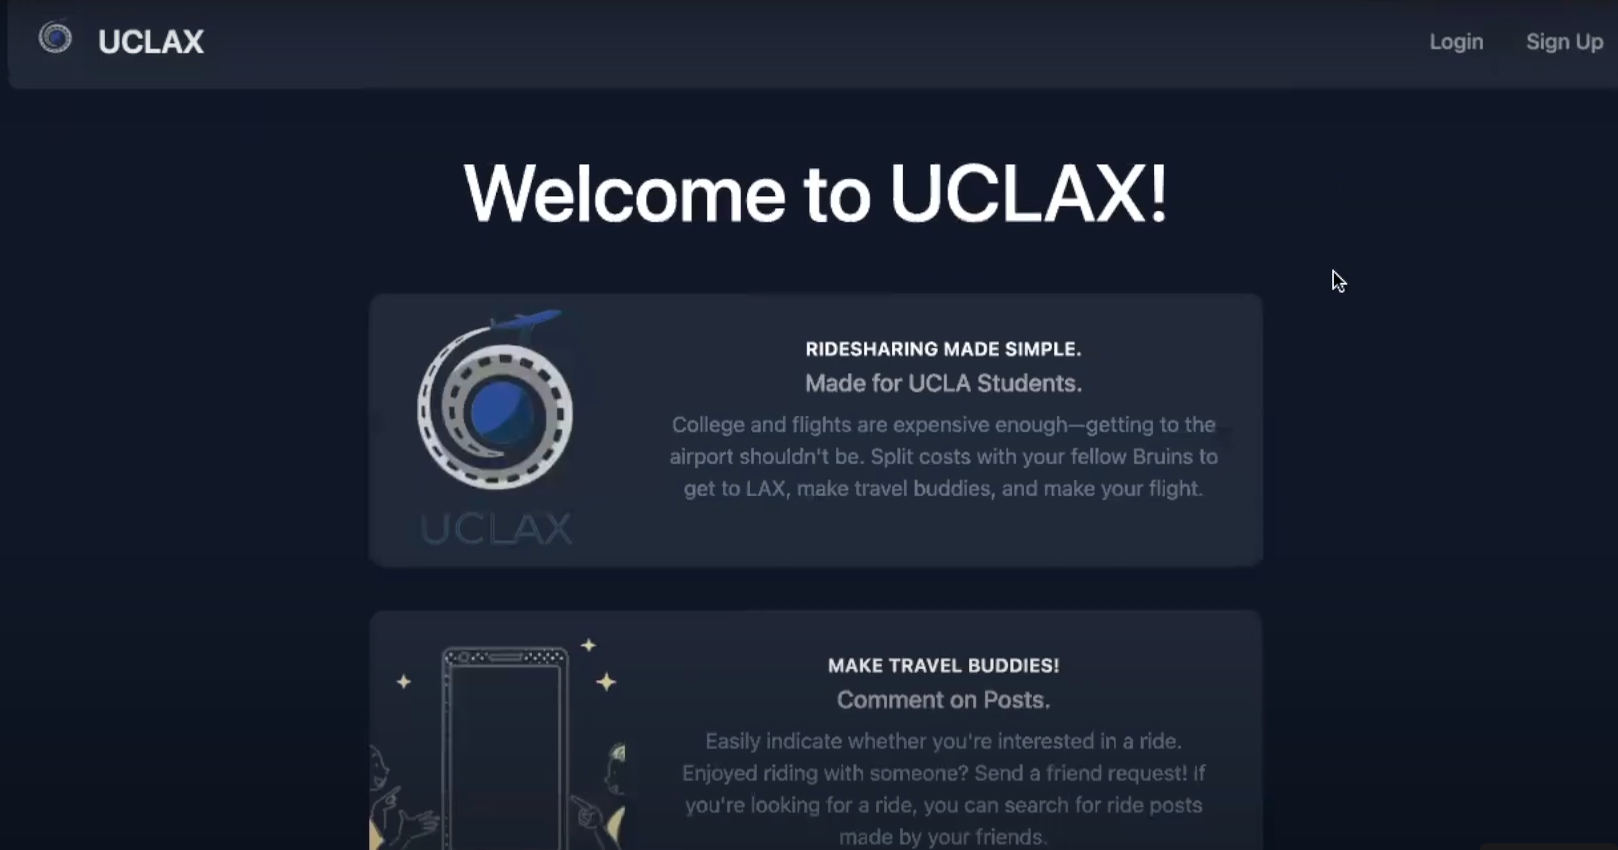 UCLAX
Login
Sign Up
Welcome to UCLAX!
RIDESHARING MADE SIMPLE.
Made for UCLA Students.
College and flights are expensive enough—getting to the
airport shouldn't be. Split costs with your fellow Bruins to
get to LAX, make travel buddies, and make your flight.
UCLAX
MAKE TRAVEL BUDDIES!
Comment on Posts.
Easily indicate whether you're interested in a ride.
Enjoyed riding with someone? Send a friend request! If
you're looking for a ride, you can search for ride posts
made by your friends.